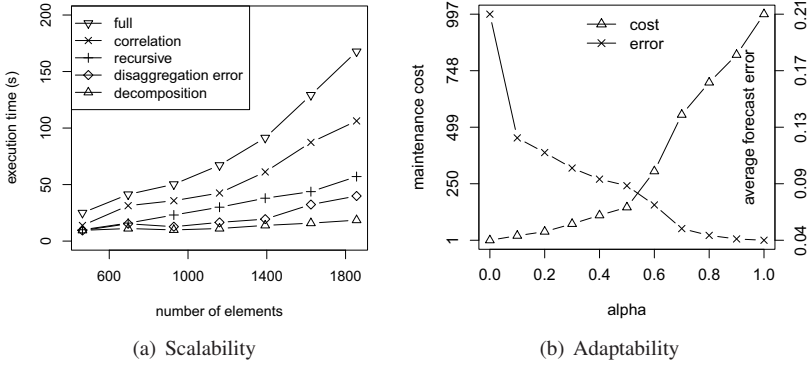 execution time (s)
0
50
100
150
200
full
correlation
recursive
disaggregation error
decomposition
600
1000
1400
1800
number of elements
(a) Scalability
maintenance cost
1
250
499
748
997
cost
error
average forecast error
0.04
0.09
0.13
0.17
0.21
0.0
0.2
0.4
0.6
0.8
1.0
alpha
(b) Adaptability